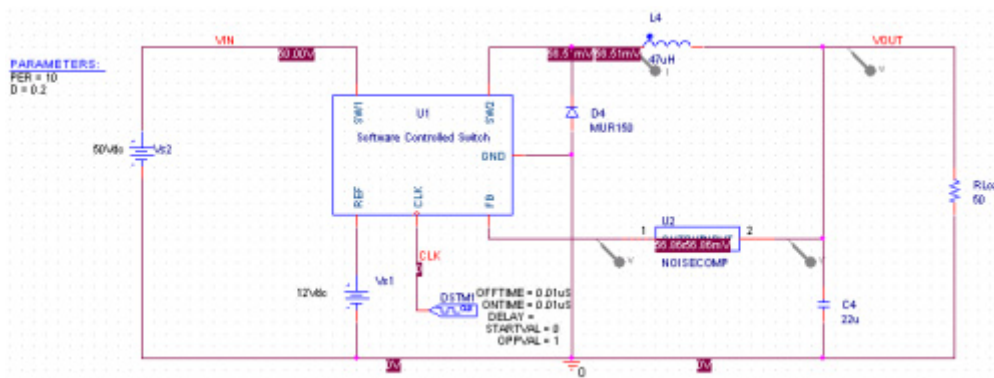 PARAMETERS:
PER = 10
D = 0.2
VIN
50.00V
L4
47uH
I
VOUT
V
SW1
SW2
U1
Software Controlled Switch
GND
REF
CLK
FB
D4
MUR150
50Vdc
Vs2
RLoa
50
U2
1
2
NOISECOMP
V
V
CLK
12Vdc
Vs1
DSTM1
CLK
OFFTIME = 0.01uS
ONTIME = 0.01uS
DELAY =
STARTVAL = 0
OPPVAL = 1
C4
22u
0V
0V
0